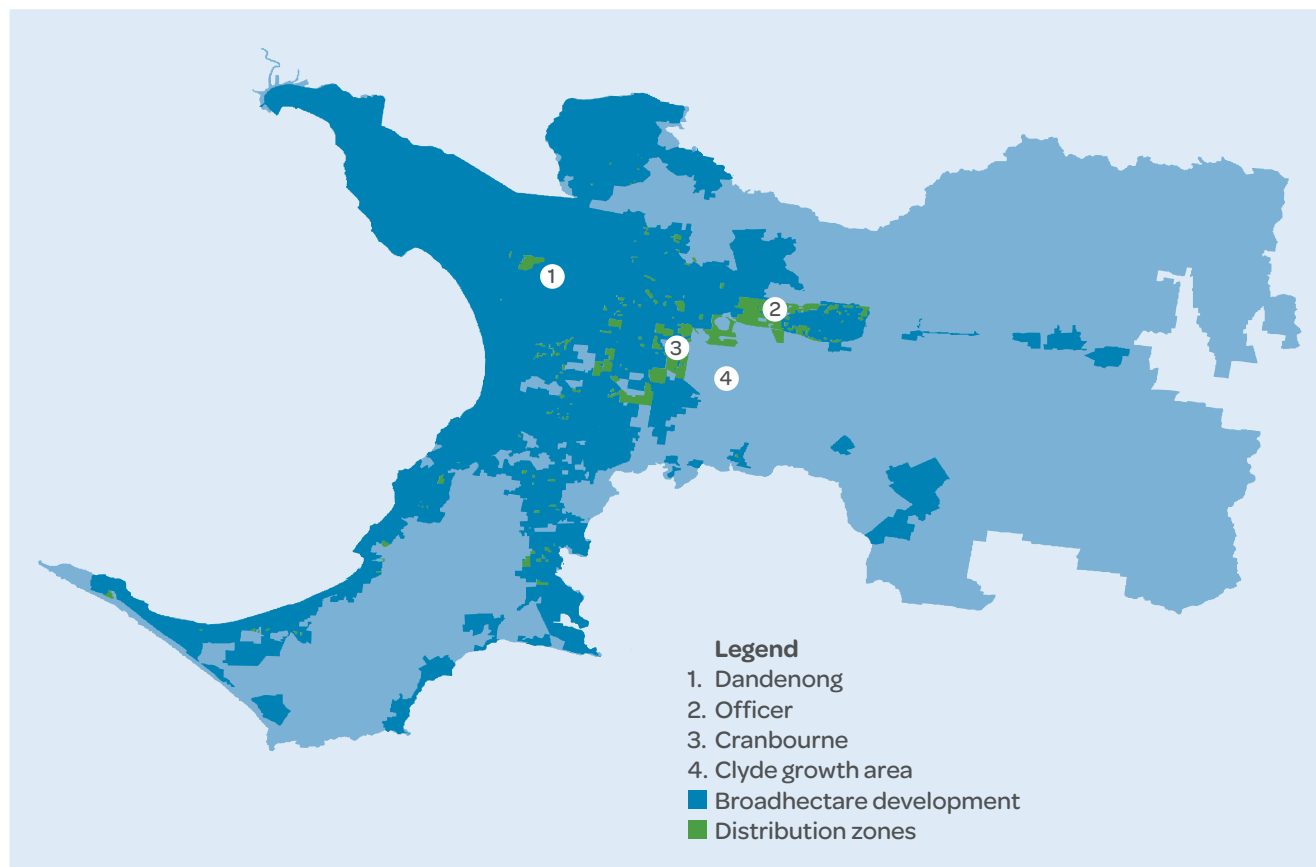 1
2
3
4
Legend
1. Dandenong
2. Officer
3. Cranbourne
4. Clyde growth area
Broadhectare development
Distribution zones